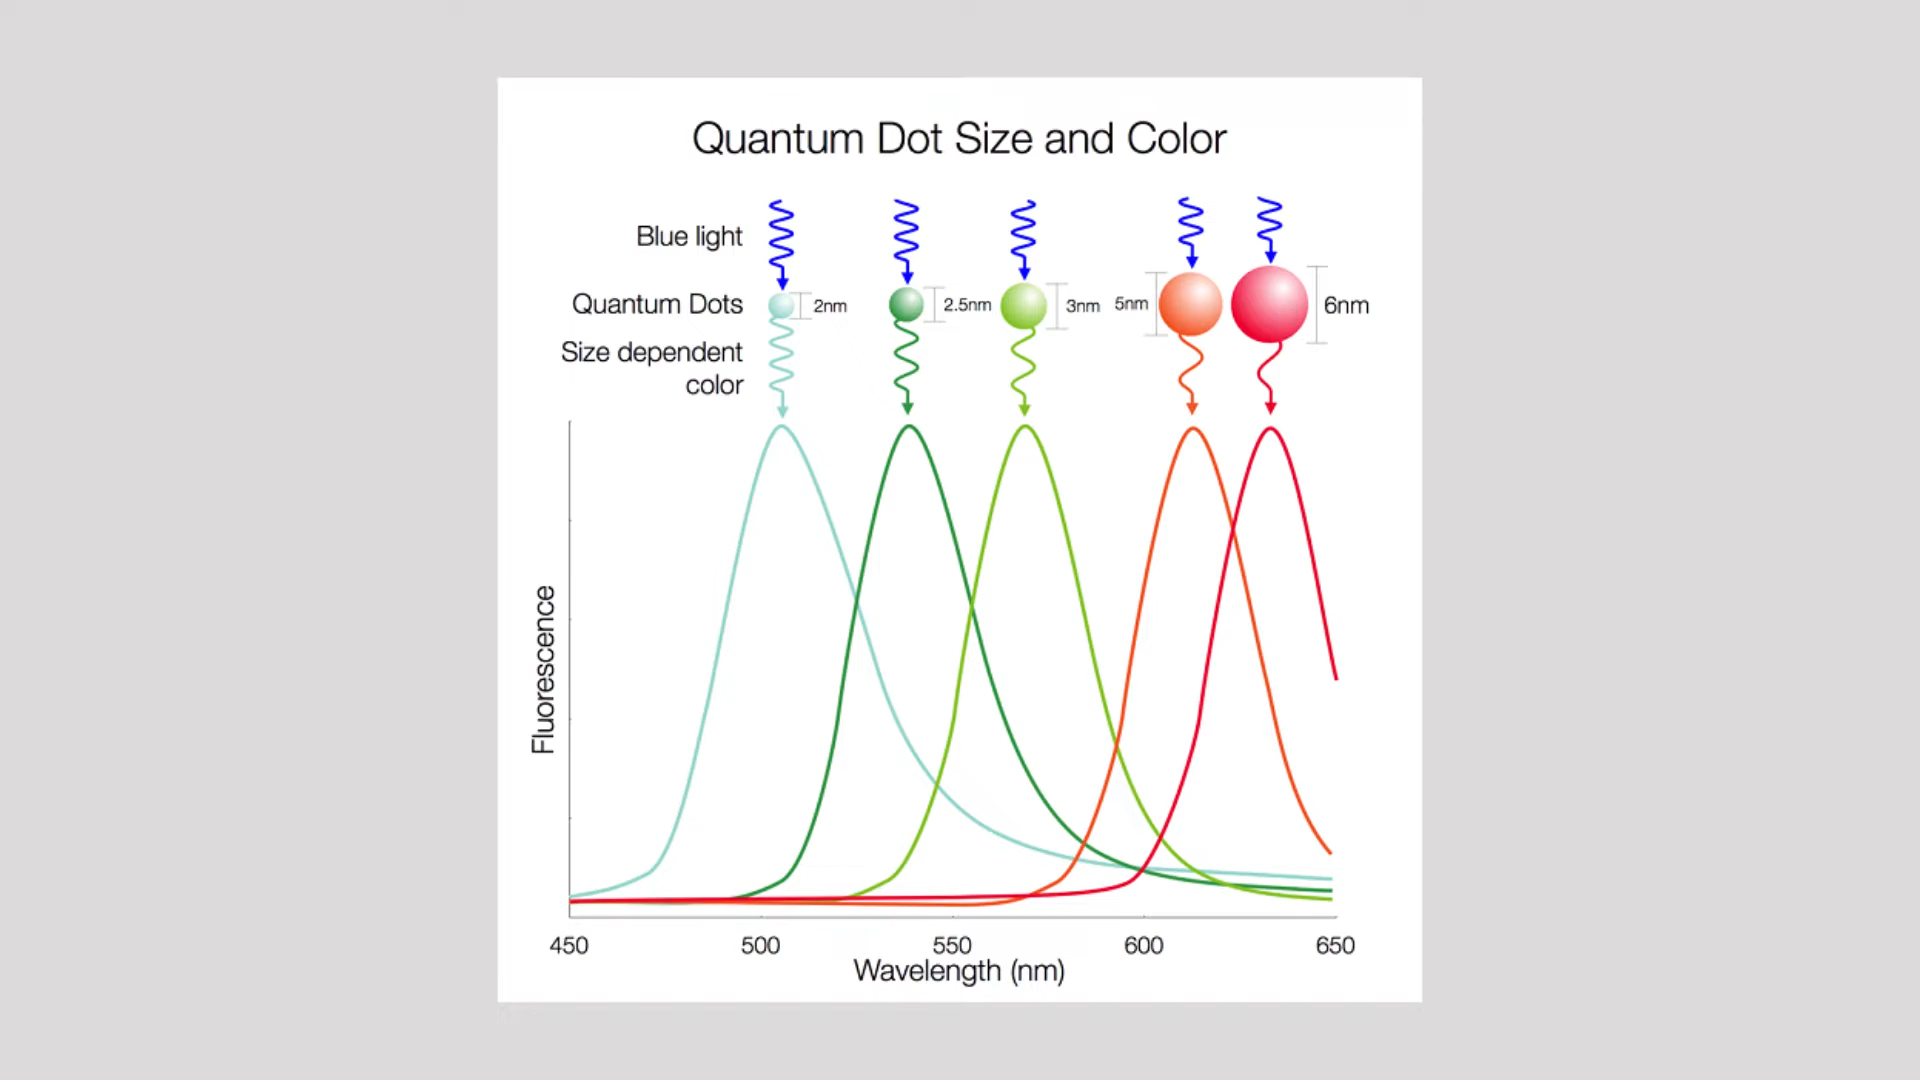 Quantum Dot Size and Color
Blue light
Quantum Dots
2nm
2.5nm
3nm
5nm
6nm
Size dependent
color
Fluorescence
450
500
550
600
650
Wavelength (nm)